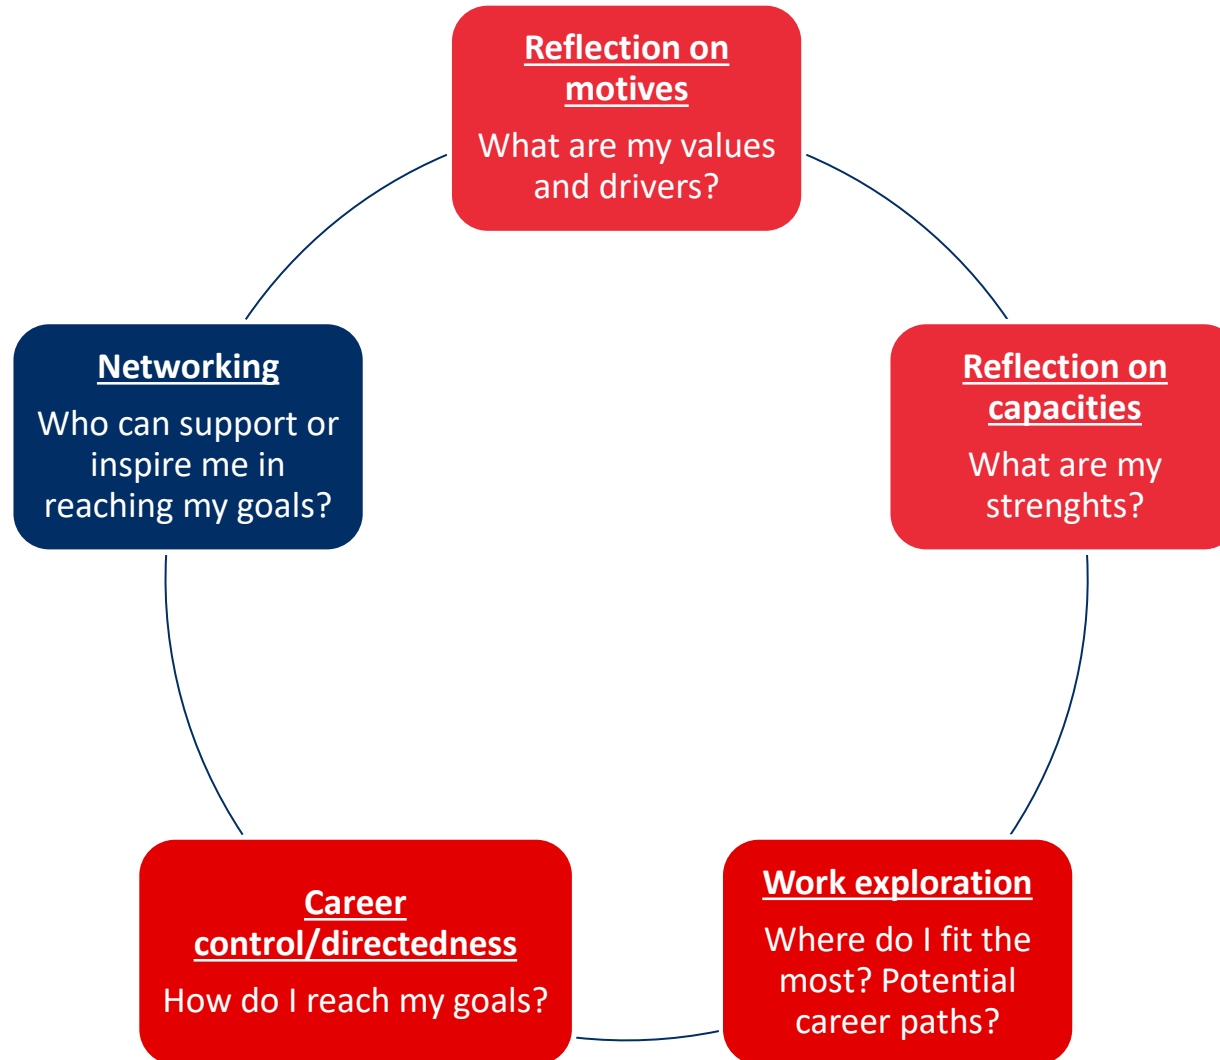 Reflection on
motives
What are my values
and drivers?
Reflection on
capacities
What are my
strenghts?
Work exploration
Where do I fit the
most? Potential
career paths?
Career
control/directedness
How do I reach my goals?
Networking
Who can support or
inspire me in
reaching my goals?